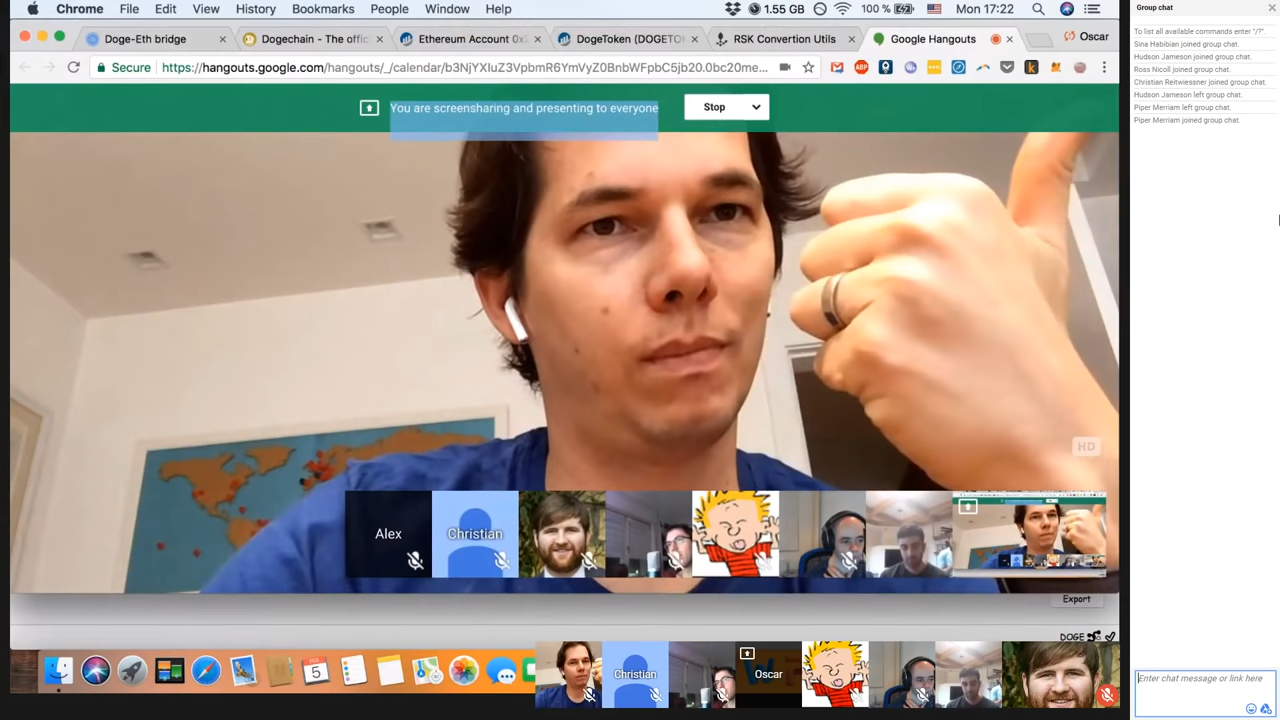 Chrome File Edit View History Bookmarks People Window Help 1.55 GB 100 % Mon 17:22
Group chat
Doge-Eth bridge × Dogechain - The offic × Ethereum Account 0x × DogeToken (DOGETO × RSK Convertion Utils × Google Hangouts × Oscar
Secure https://hangouts.google.com/hangouts/_/calend
You are screensharing and presenting to everyone
Stop
To list all available commands enter "/?".
Sina Habibian joined group chat.
Hudson Jameson joined group chat.
Ross Nicoll joined group chat.
Christian Reitwiessner joined group chat.
Hudson Jameson left group chat.
Piper Merriam left group chat.
Piper Merriam joined group chat.
HD
Alex
Christian
Export
DOGE
5
Christian
Oscar
Enter chat message or link here